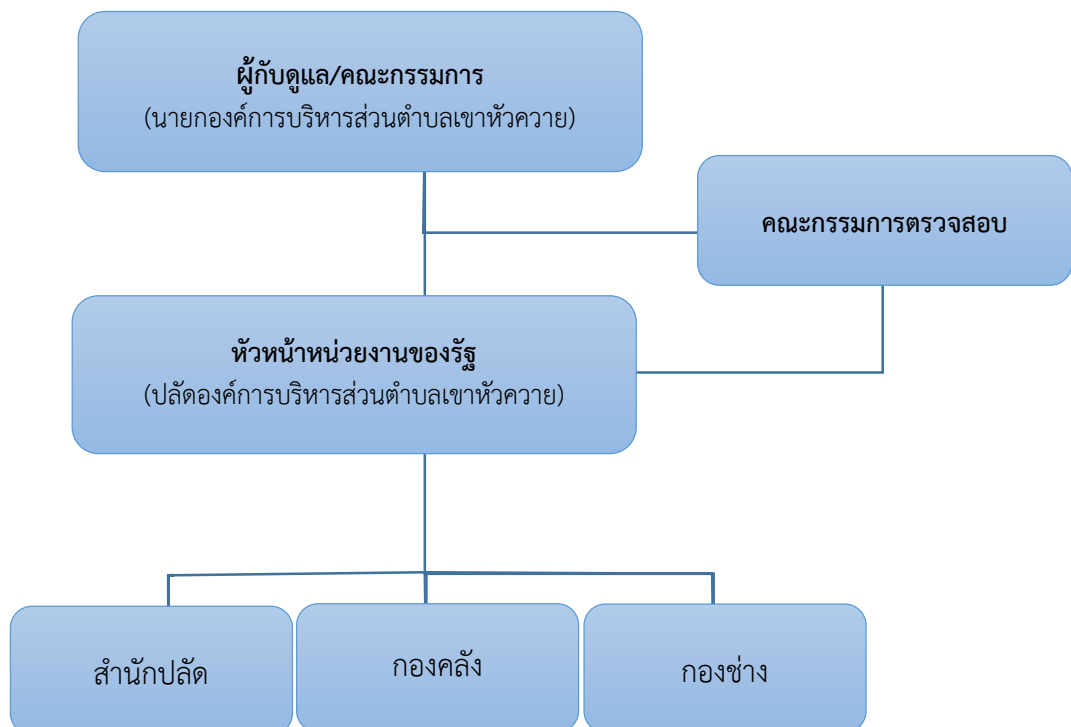 ผู้กับดูแล/คณะกรรมการ
(นายกองค์การบริหารส่วนตำบลเขาหัวควาย)
คณะกรรมการตรวจสอบ
หัวหน้าหน่วยงานของรัฐ
(ปลัดองค์การบริหารส่วนตำบลเขาหัวควาย)
สำนักปลัด
กองคลัง
กองช่าง